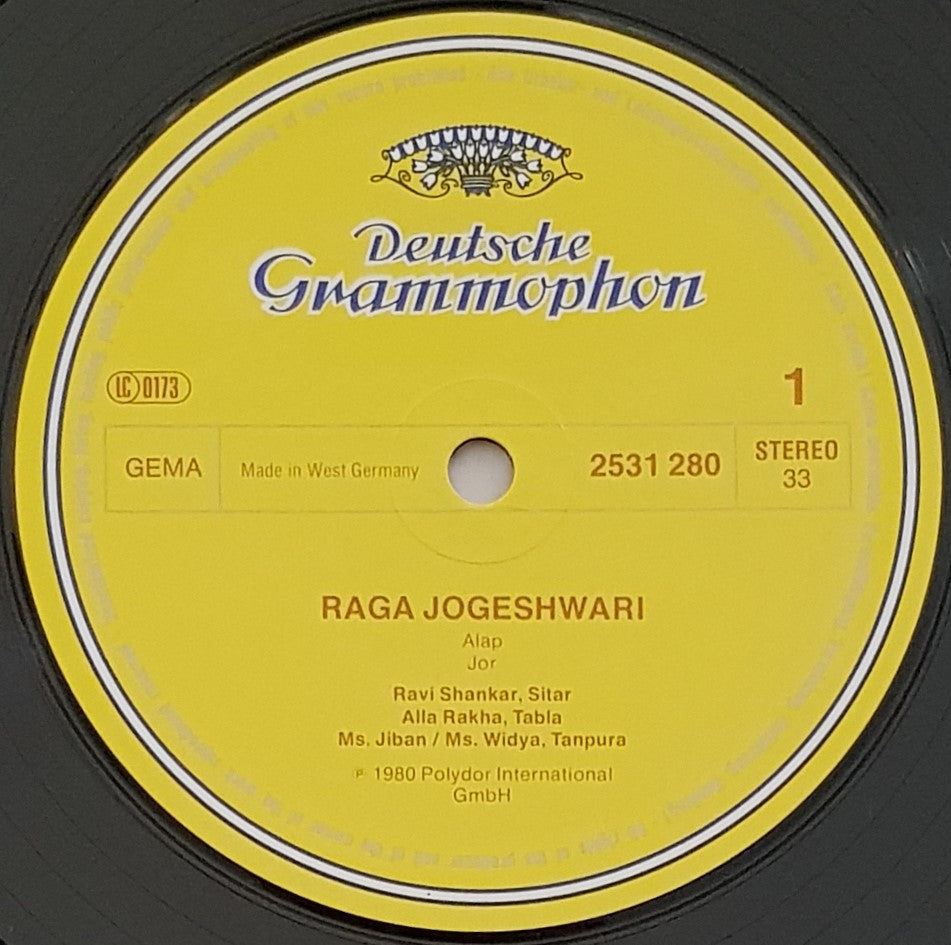 Deutsche
Grammophon
LC 0173
1
GEMA
Made in West Germany
2531 280
STEREO
33
RAGA JOGESHWARI
Alap
Jor
Ravi Shankar, Sitar
Alla Rakha, Tabla
Ms. Jiban / Ms. Widya, Tanpura
℗ 1980 Polydor International
GmbH